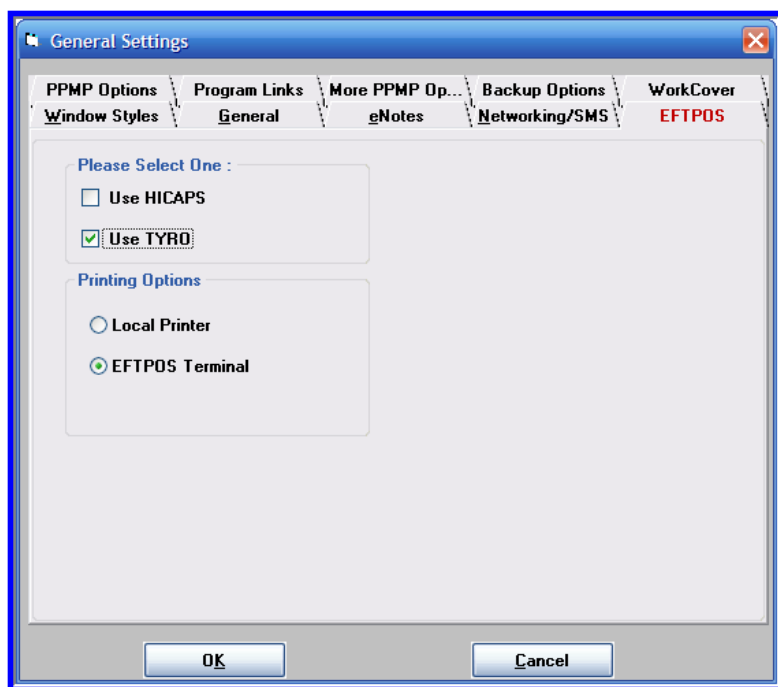 General Settings
PPMP Options Program Links More PPMP Op... Backup Options WorkCover
Window Styles General eNotes Networking/SMS EFTPOS
Please Select One :
Use HICAPS
Use TYRO
Printing Options
Local Printer
EFTPOS Terminal
OK Cancel